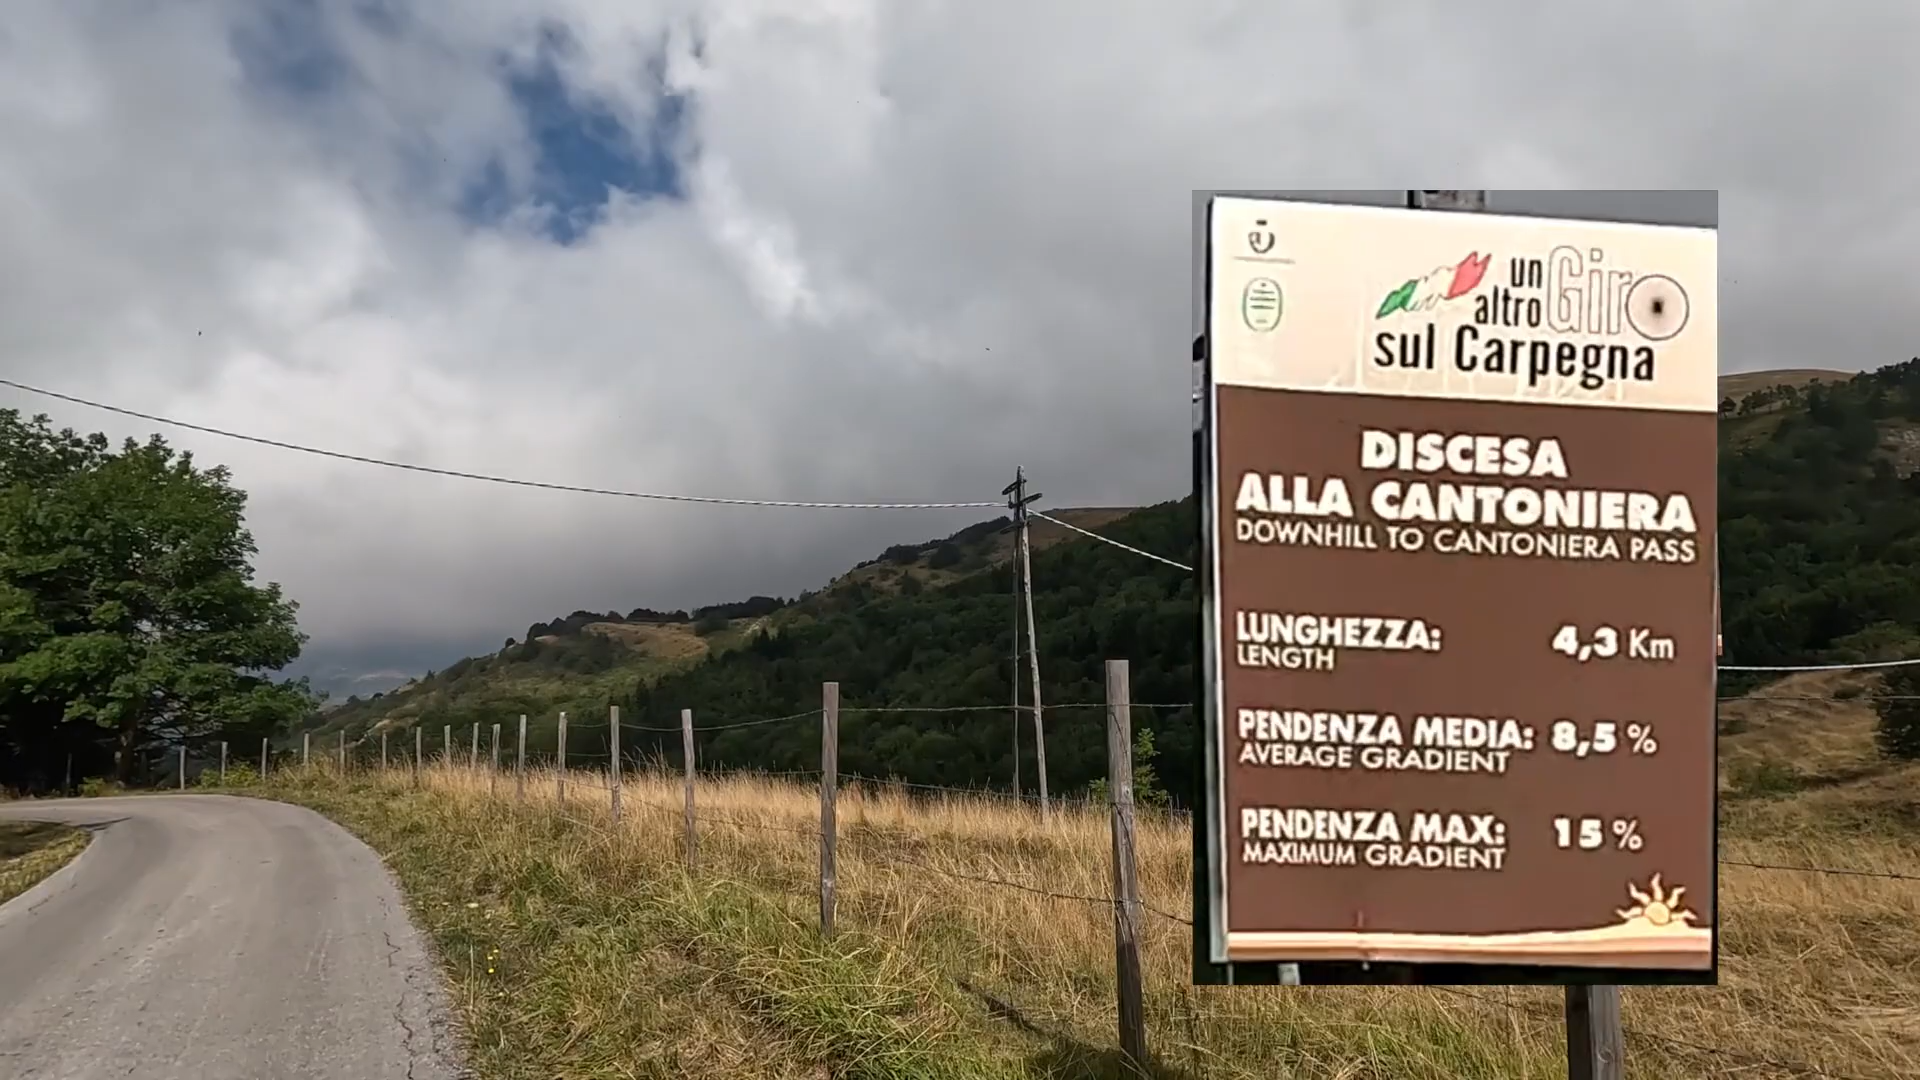 un
altro Giro
sul Carpegna
DISCESA
ALLA CANTONIERA
DOWNHILL TO CANTONIERA PASS
LUNGHEZZA: 4,3 Km
LENGTH
PENDENZA MEDIA: 8,5 %
AVERAGE GRADIENT
PENDENZA MAX: 15 %
MAXIMUM GRADIENT